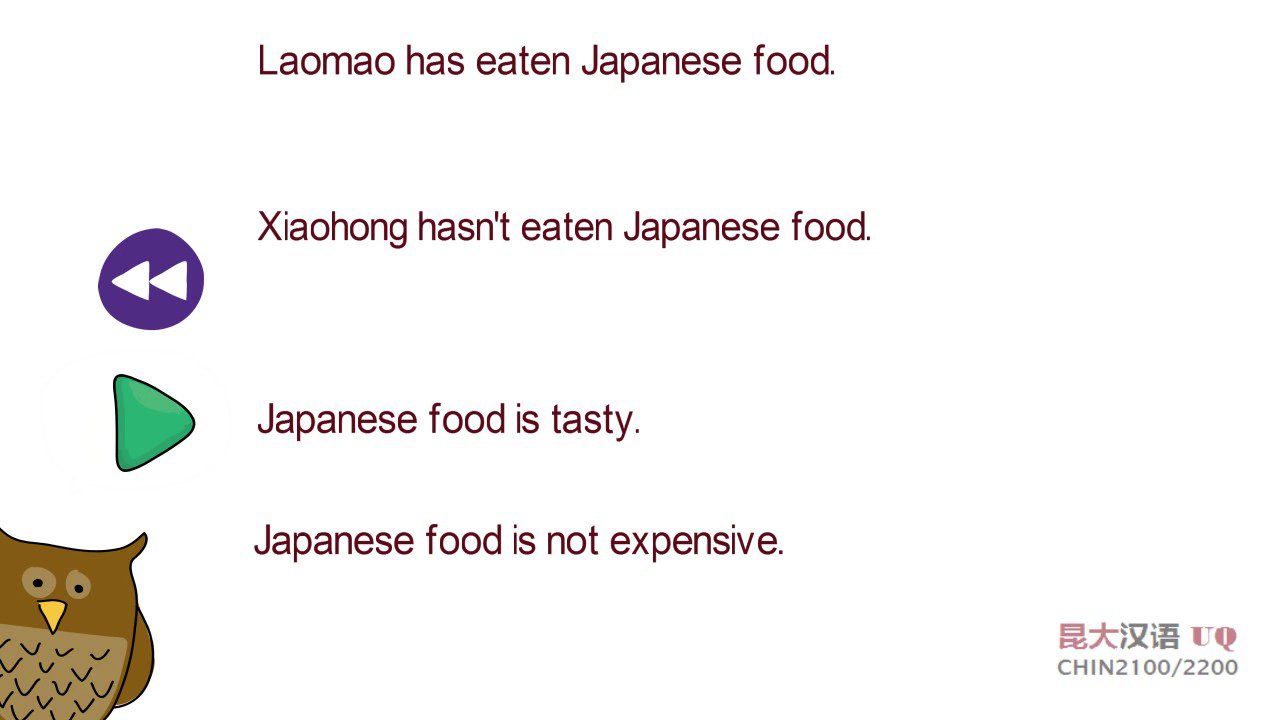 Laomao has eaten Japanese food.
Xiaohong hasn't eaten Japanese food.
Japanese food is tasty.
Japanese food is not expensive.
昆大汉语 UQ
CHIN2100/2200